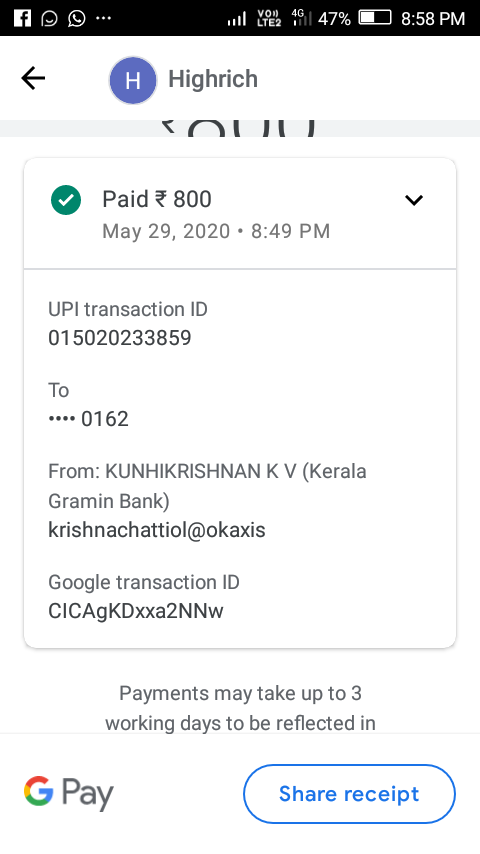 VO)) LTE2 4G 47% 8:58 PM
H Highrich
₹800
Paid ₹ 800
May 29, 2020 • 8:49 PM
UPI transaction ID
015020233859
To
•••• 0162
From: KUNHIKRISHNAN K V (Kerala
Gramin Bank)
krishnachattiol@okaxis
Google transaction ID
CICAgKDxxa2NNw
Payments may take up to 3
working days to be reflected in
G Pay
Share receipt